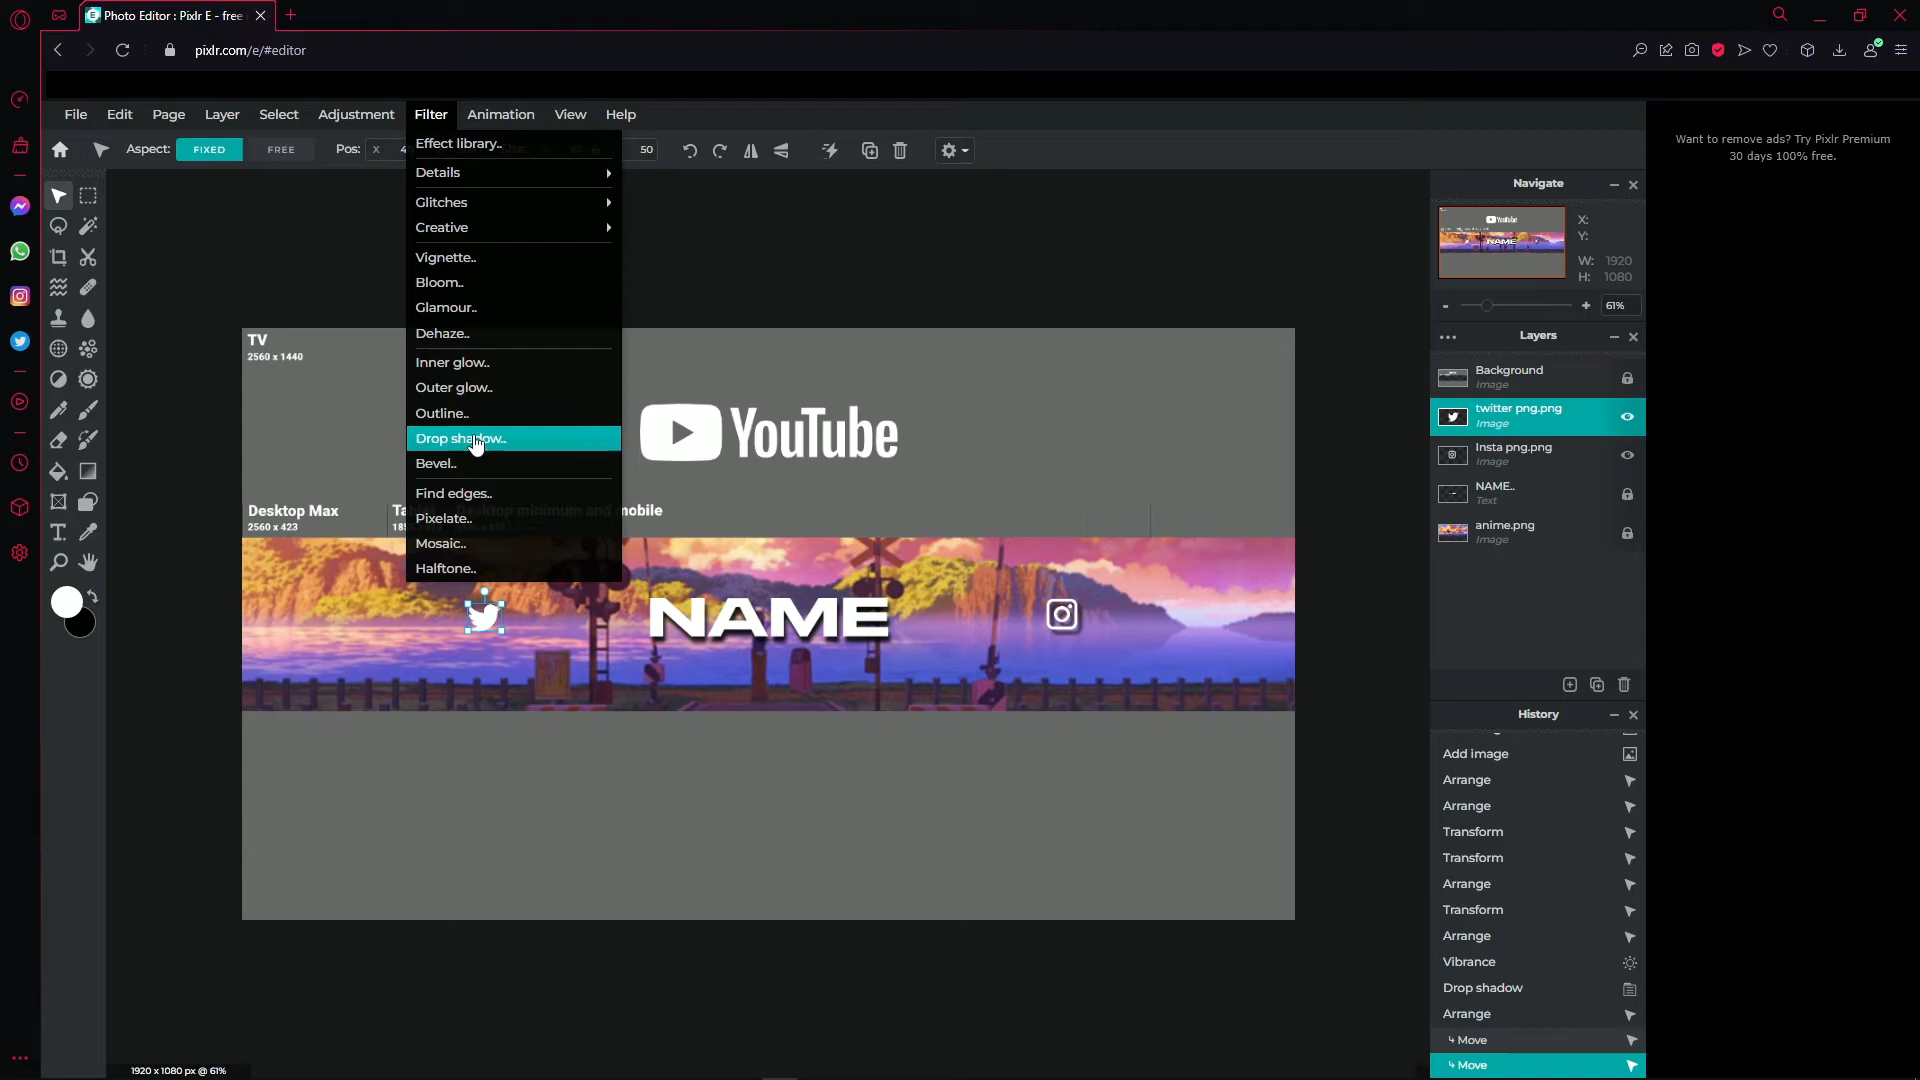 Photo Editor : Pixlr E - free
pixlr.com/e/#editor
File Edit Page Layer Select Adjustment Filter Animation View Help
Aspect: FIXED FREE Pos: X 50
Want to remove ads? Try Pixlr Premium
30 days 100% free.
Effect library..
Details
Glitches
Creative
Vignette..
Bloom..
Glamour..
Dehaze..
Inner glow..
Outer glow..
Outline..
Drop shadow..
Bevel..
Find edges..
Pixelate..
Mosaic..
Halftone..
TV
2560 x 1440
YouTube
Desktop Max
2560 x 423
Desktop minimum and mobile
NAME
Navigate
YouTube
NAME
X:
Y:
W: 1920
H: 1080
61%
Layers
Background
Image
twitter png.png
Image
Insta png.png
Image
NAME..
Text
anime.png
Image
History
Add image
Arrange
Arrange
Transform
Transform
Arrange
Transform
Arrange
Vibrance
Drop shadow
Arrange
Move
Move
1920 x 1080 px @ 61%